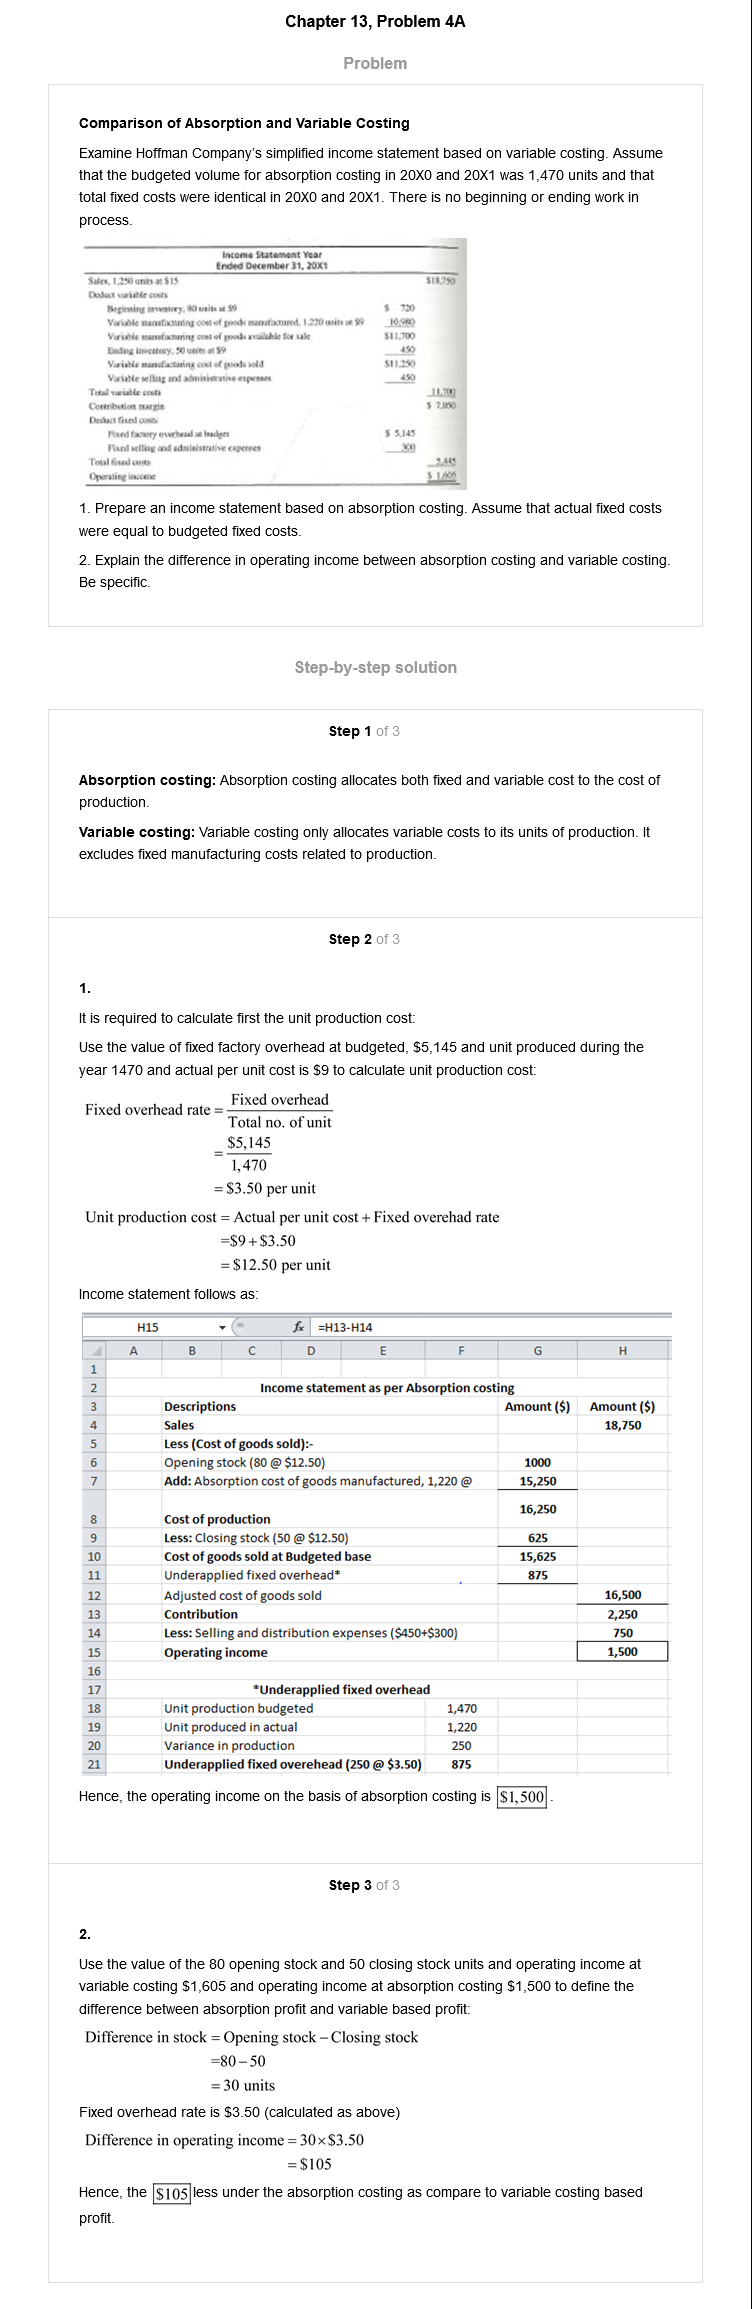 Chapter 13, Problem 4A
Problem
Comparison of Absorption and Variable Costing
Examine Hoffman Company's simplified income statement based on variable costing. Assume
that the budgeted volume for absorption costing in 20X0 and 20X1 was 1,470 units and that
total fixed costs were identical in 20X0 and 20X1. There is no beginning or ending work in
process.
Income Statement Year
Ended December 31, 20X1
Sales, 1,250 units at $15 $18,750
Deduct variable costs
Beginning inventory, 80 units at $9 $ 720
Variable manufacturing cost of goods manufactured, 1,220 units at $9 10,980
Variable manufacturing cost of goods available for sale $11,700
Ending inventory, 50 units at $9 450
Variable manufacturing cost of goods sold $11,250
Variable selling and administrative expenses 450
Total variable costs 11,700
Contribution margin $ 7,050
Deduct fixed costs
Fixed factory overhead at budget $ 5,145
Fixed selling and administrative expenses 300
Total fixed costs 5,445
Operating income $ 1,605
1. Prepare an income statement based on absorption costing. Assume that actual fixed costs
were equal to budgeted fixed costs.
2. Explain the difference in operating income between absorption costing and variable costing.
Be specific.
Step-by-step solution
Step 1 of 3
Absorption costing: Absorption costing allocates both fixed and variable cost to the cost of
production.
Variable costing: Variable costing only allocates variable costs to its units of production. It
excludes fixed manufacturing costs related to production.
Step 2 of 3
1.
It is required to calculate first the unit production cost:
Use the value of fixed factory overhead at budgeted, $5,145 and unit produced during the
year 1470 and actual per unit cost is $9 to calculate unit production cost:
Fixed overhead rate = Fixed overhead
Total no. of unit
= $5,145
1,470
= $3.50 per unit
Unit production cost = Actual per unit cost + Fixed overehad rate
=$9 + $3.50
= $12.50 per unit
Income statement follows as:
H15 fx =H13-H14
A B C D E F G H
1
2 Income statement as per Absorption costing
3 Descriptions Amount ($) Amount ($)
4 Sales 18,750
5 Less (Cost of goods sold):-
6 Opening stock (80 @ $12.50) 1000
7 Add: Absorption cost of goods manufactured, 1,220 @ 15,250
8 Cost of production 16,250
9 Less: Closing stock (50 @ $12.50) 625
10 Cost of goods sold at Budgeted base 15,625
11 Underapplied fixed overhead* 875
12 Adjusted cost of goods sold 16,500
13 Contribution 2,250
14 Less: Selling and distribution expenses ($450+$300) 750
15 Operating income 1,500
16
17 *Underapplied fixed overhead
18 Unit production budgeted 1,470
19 Unit produced in actual 1,220
20 Variance in production 250
21 Underapplied fixed overehead (250 @ $3.50) 875
Hence, the operating income on the basis of absorption costing is $1,500.
Step 3 of 3
2.
Use the value of the 80 opening stock and 50 closing stock units and operating income at
variable costing $1,605 and operating income at absorption costing $1,500 to define the
difference between absorption profit and variable based profit:
Difference in stock = Opening stock – Closing stock
=80 – 50
= 30 units
Fixed overhead rate is $3.50 (calculated as above)
Difference in operating income = 30×$3.50
= $105
Hence, the $105 less under the absorption costing as compare to variable costing based
profit.